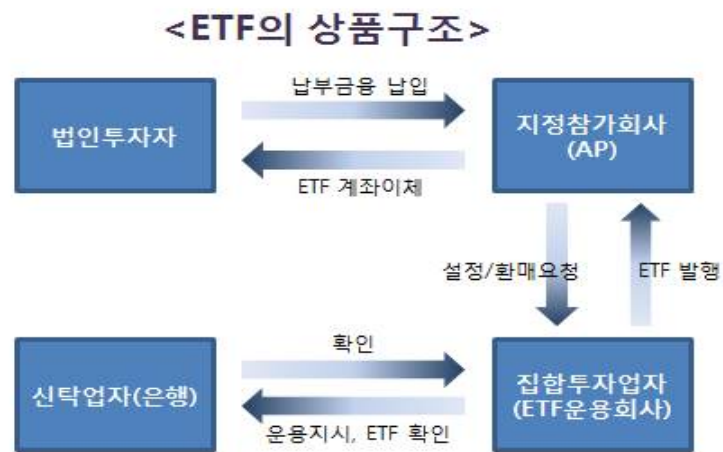 <ETF의 상품구조>
납부금용 납입
법인투자자
지정참가회사
(AP)
ETF 계좌이체
설정/환매요청
ETF 발행
확인
신탁업자(은행)
집합투자업자
(ETF운용회사)
운용지시, ETF 확인